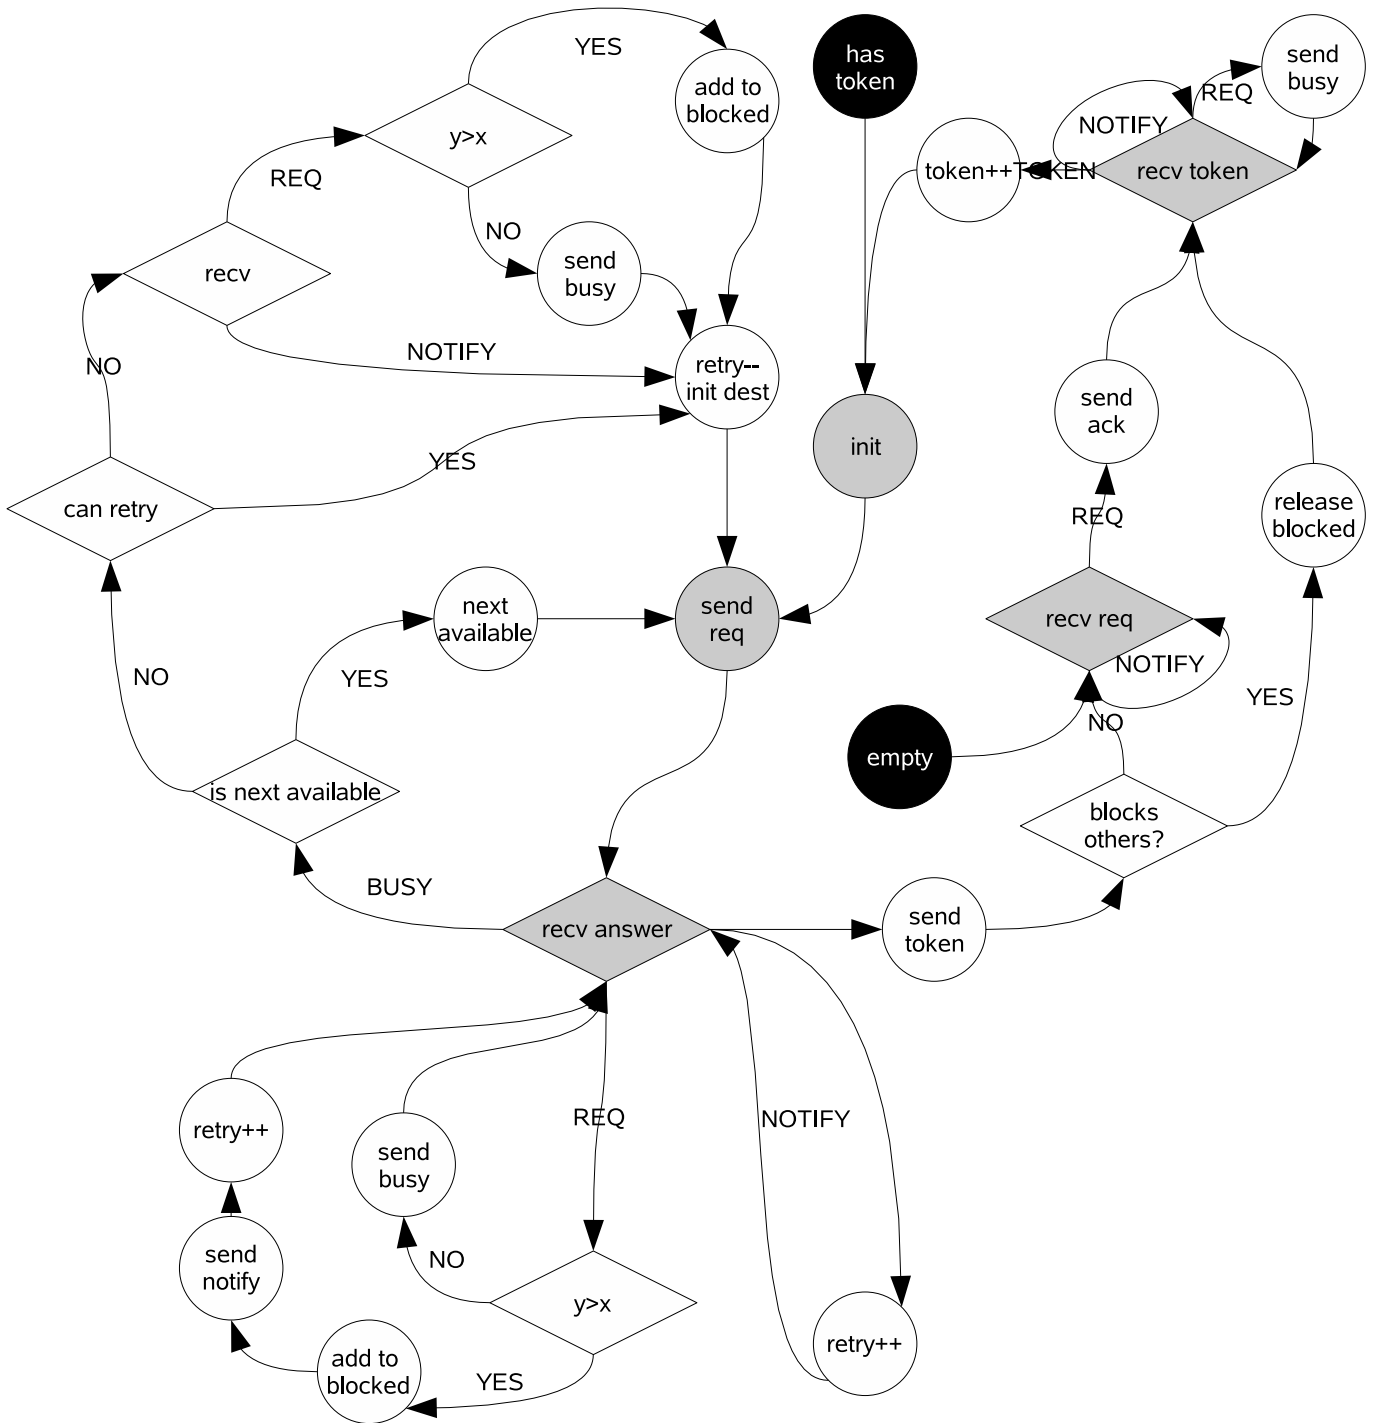 YES
has
token
send
busy
add to
blocked
REQ
NOTIFY
y>x
token++
TOKEN
recv token
REQ
NO
recv
send
busy
NOTIFY
NO
retry--
init dest
send
ack
init
YES
can retry
release
blocked
REQ
next
available
send
req
recv req
NOTIFY
NO
YES
YES
NO
empty
is next available
blocks
others?
BUSY
send
token
recv answer
retry++
REQ
NOTIFY
send
busy
send
notify
NO
y>x
retry++
add to
blocked
YES